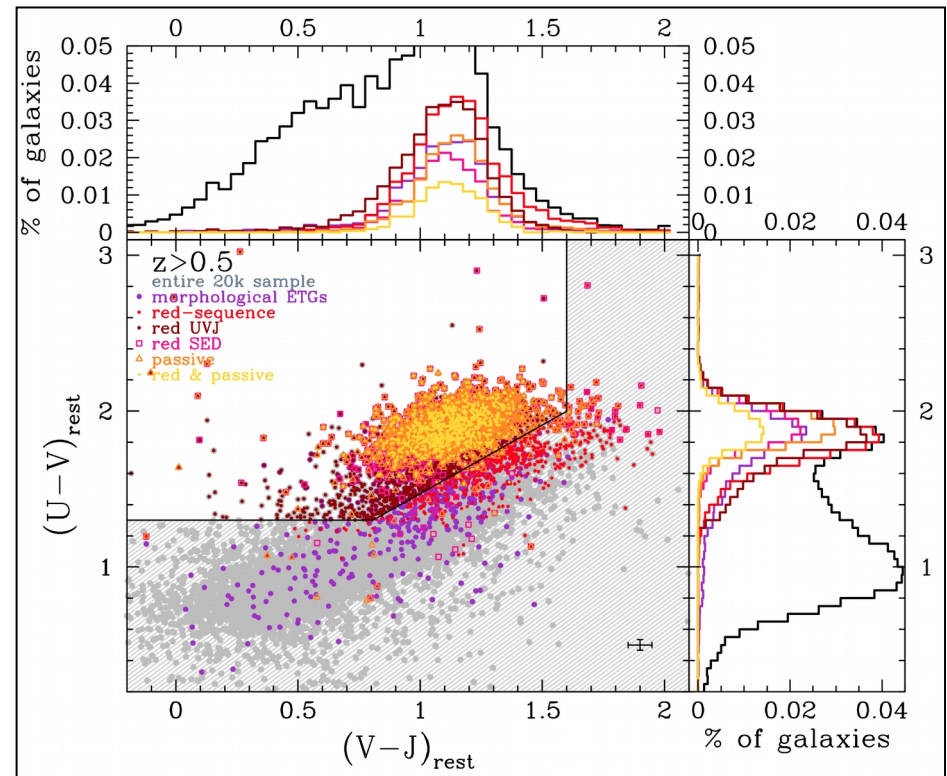 0 0.5 1 1.5 2
0.05 0.05
0.04 0.04
0.03 0.03
0.02 0.02
0.01 0.01
0 0
% of galaxies
0 0.02 0.04
3 z>0.5 3
entire 20k sample
morphological ETGs
red-sequence
red UVJ
red SED
passive
red & passive
2 2
1 1
(U-V)rest
0 0.5 1 1.5 2
(V-J)rest
0 0.02 0.04
% of galaxies